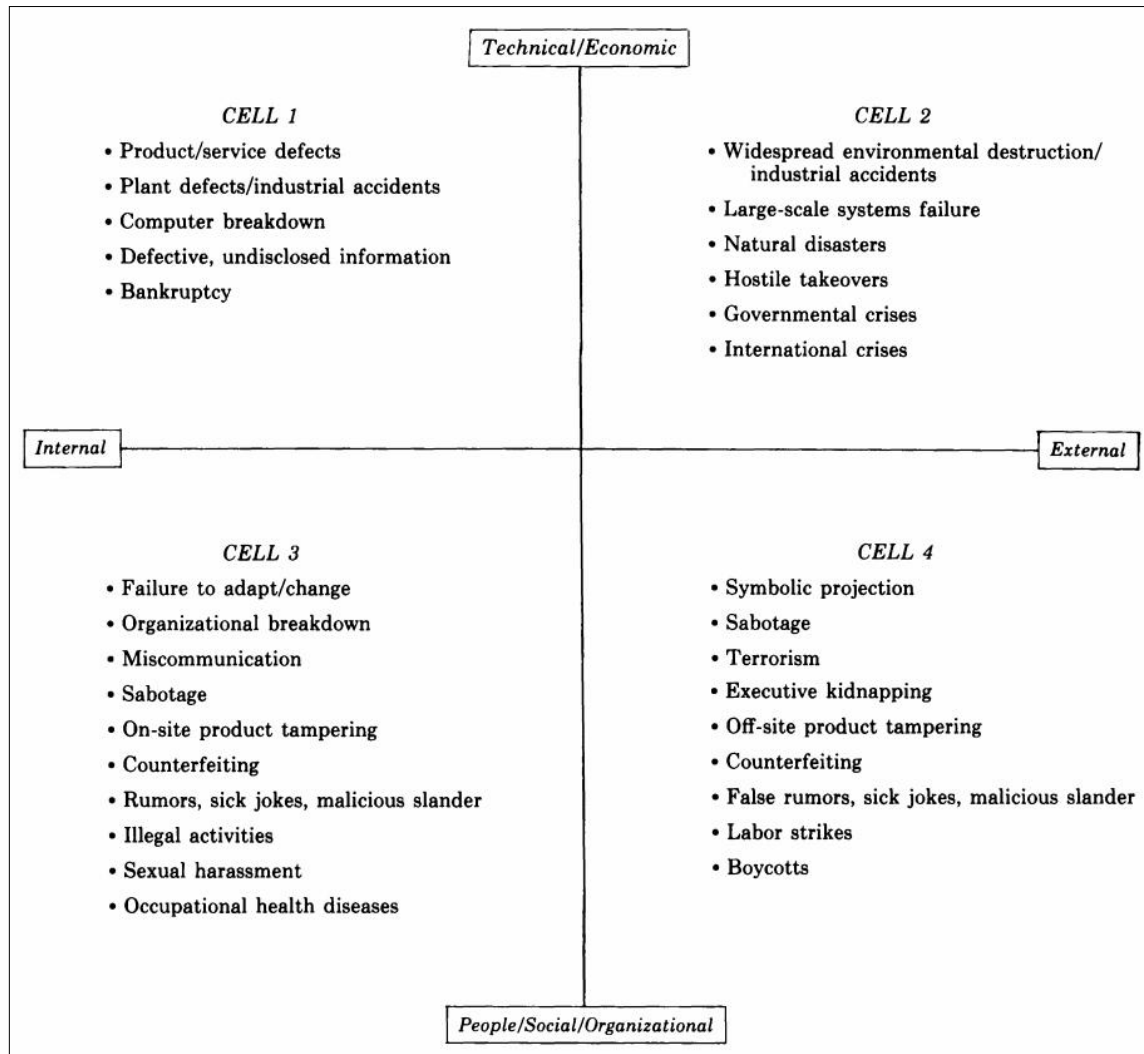 Technical/Economic
CELL 1
• Product/service defects
• Plant defects/industrial accidents
• Computer breakdown
• Defective, undisclosed information
• Bankruptcy
CELL 2
• Widespread environmental destruction/
industrial accidents
• Large-scale systems failure
• Natural disasters
• Hostile takeovers
• Governmental crises
• International crises
Internal
External
CELL 3
• Failure to adapt/change
• Organizational breakdown
• Miscommunication
• Sabotage
• On-site product tampering
• Counterfeiting
• Rumors, sick jokes, malicious slander
• Illegal activities
• Sexual harassment
• Occupational health diseases
CELL 4
• Symbolic projection
• Sabotage
• Terrorism
• Executive kidnapping
• Off-site product tampering
• Counterfeiting
• False rumors, sick jokes, malicious slander
• Labor strikes
• Boycotts
People/Social/Organizational